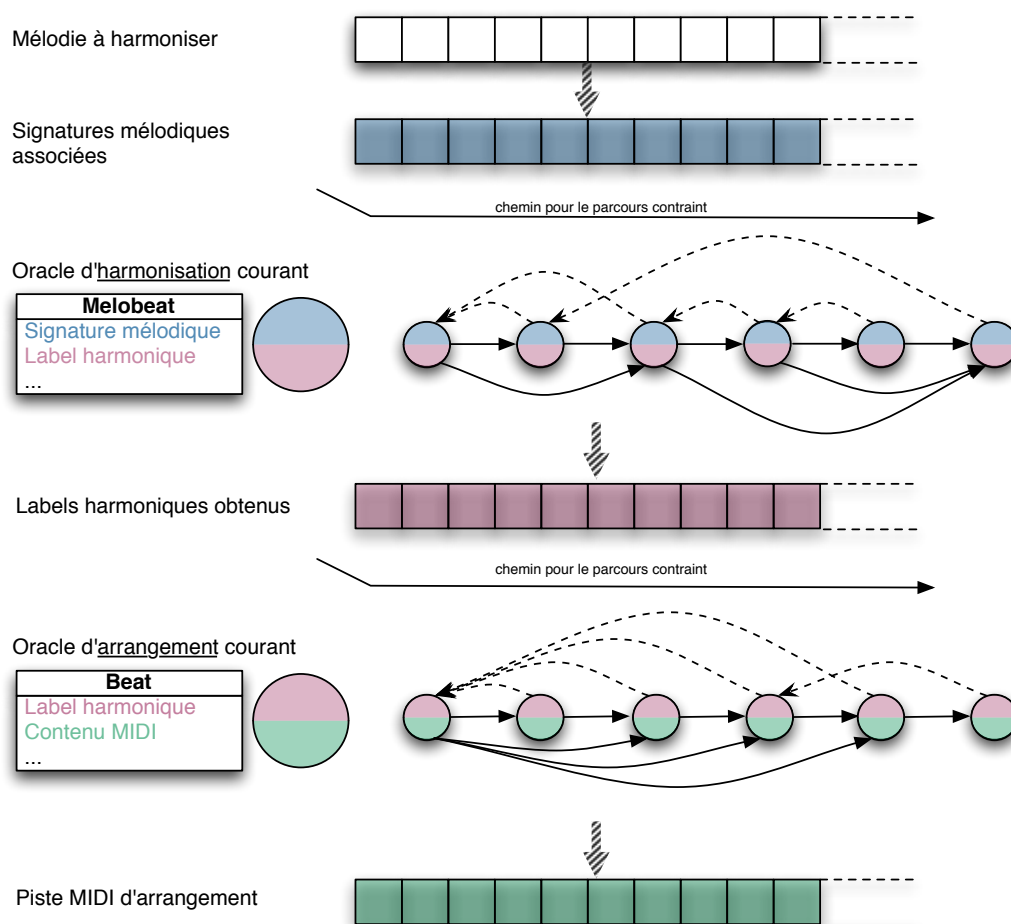 Mélodie à harmoniser
Signatures mélodiques
associées
chemin pour le parcours contraint
Oracle d'harmonisation courant
Melobeat
Signature mélodique
Label harmonique
...
Labels harmoniques obtenus
chemin pour le parcours contraint
Oracle d'arrangement courant
Beat
Label harmonique
Contenu MIDI
...
Piste MIDI d'arrangement